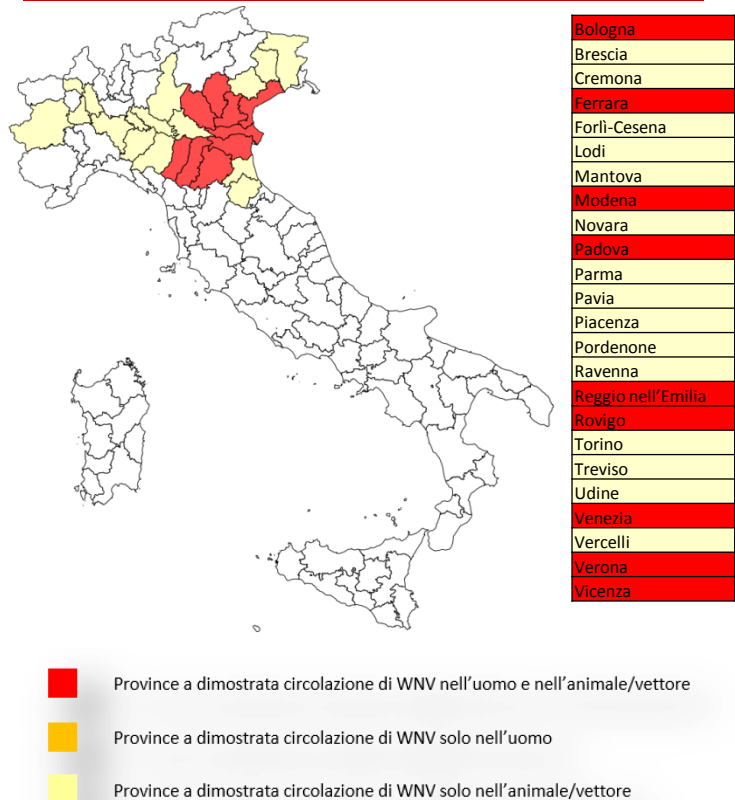 Bologna
Brescia
Cremona
Ferrara
Forlì-Cesena
Lodi
Mantova
Modena
Novara
Padova
Parma
Pavia
Piacenza
Pordenone
Ravenna
Reggio nell'Emilia
Rovigo
Torino
Treviso
Udine
Venezia
Vercelli
Verona
Vicenza
Province a dimostrata circolazione di WNV nell'uomo e nell'animale/vettore
Province a dimostrata circolazione di WNV solo nell'uomo
Province a dimostrata circolazione di WNV solo nell'animale/vettore